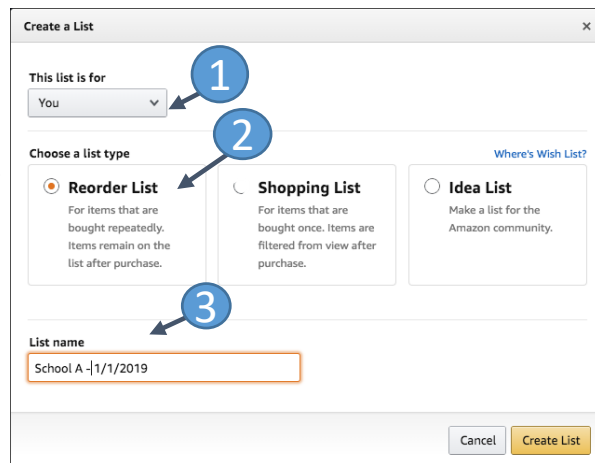 Create a List ×
This list is for
1
You
2
Choose a list type
Where's Wish List?
Reorder List
For items that are
bought repeatedly.
Items remain on the
list after purchase.
Shopping List
For items that are
bought once. Items are
filtered from view after
purchase.
Idea List
Make a list for the
Amazon community.
3
List name
School A - 1/1/2019
Cancel
Create List